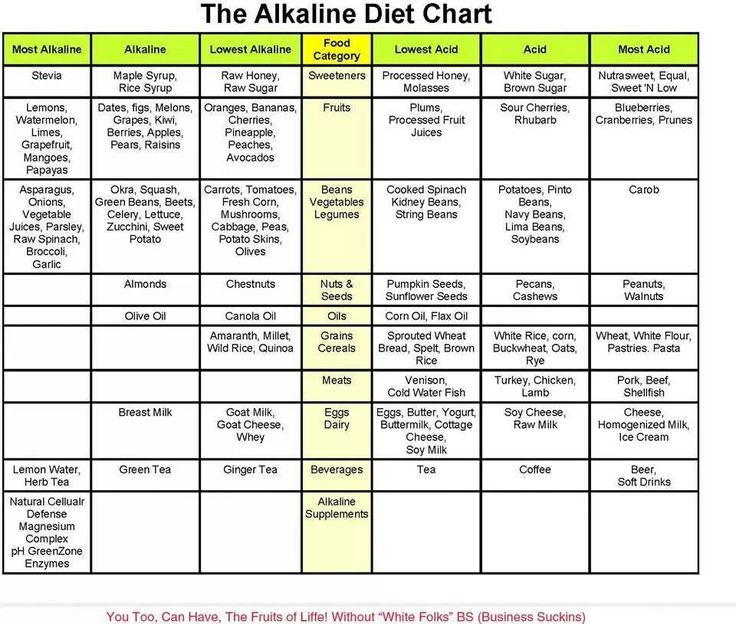 The Alkaline Diet Chart
Most Alkaline | Alkaline | Lowest Alkaline | Food Category | Lowest Acid | Acid | Most Acid
Stevia | Maple Syrup, Rice Syrup | Raw Honey, Raw Sugar | Sweeteners | Processed Honey, Molasses | White Sugar, Brown Sugar | Nutrasweet, Equal, Sweet 'N Low
Lemons, Watermelon, Limes, Grapefruit, Mangoes, Papayas | Dates, figs, Melons, Grapes, Kiwi, Berries, Apples, Pears, Raisins | Oranges, Bananas, Cherries, Pineapple, Peaches, Avocados | Fruits | Plums, Processed Fruit Juices | Sour Cherries, Rhubarb | Blueberries, Cranberries, Prunes
Asparagus, Onions, Vegetable Juices, Parsley, Raw Spinach, Broccoli, Garlic | Okra, Squash, Green Beans, Beets, Celery, Lettuce, Zucchini, Sweet Potato | Carrots, Tomatoes, Fresh Corn, Mushrooms, Cabbage, Peas, Potato Skins, Olives | Beans Vegetables Legumes | Cooked Spinach Kidney Beans, String Beans | Potatoes, Pinto Beans, Navy Beans, Lima Beans, Soybeans | Carob
Almonds | Chestnuts | Nuts & Seeds | Pumpkin Seeds, Sunflower Seeds | Pecans, Cashews | Peanuts, Walnuts
Olive Oil | Canola Oil | Oils | Corn Oil, Flax Oil
Amaranth, Millet, Wild Rice, Quinoa | Grains Cereals | Sprouted Wheat Bread, Spelt, Brown Rice | White Rice, corn, Buckwheat, Oats, Rye | Wheat, White Flour, Pastries. Pasta
Meats | Venison, Cold Water Fish | Turkey, Chicken, Lamb | Pork, Beef, Shellfish
Breast Milk | Goat Milk, Goat Cheese, Whey | Eggs Dairy | Eggs, Butter, Yogurt, Buttermilk, Cottage Cheese, Soy Milk | Soy Cheese, Raw Milk | Cheese, Homogenized Milk, Ice Cream
Lemon Water, Herb Tea | Green Tea | Ginger Tea | Beverages | Tea | Coffee | Beer, Soft Drinks
Natural Cellualr Defense Magnesium Complex pH GreenZone Enzymes | Alkaline Supplements
You Too, Can Have, The Fruits of Liffe! Without “White Folks” BS (Business Suckins)